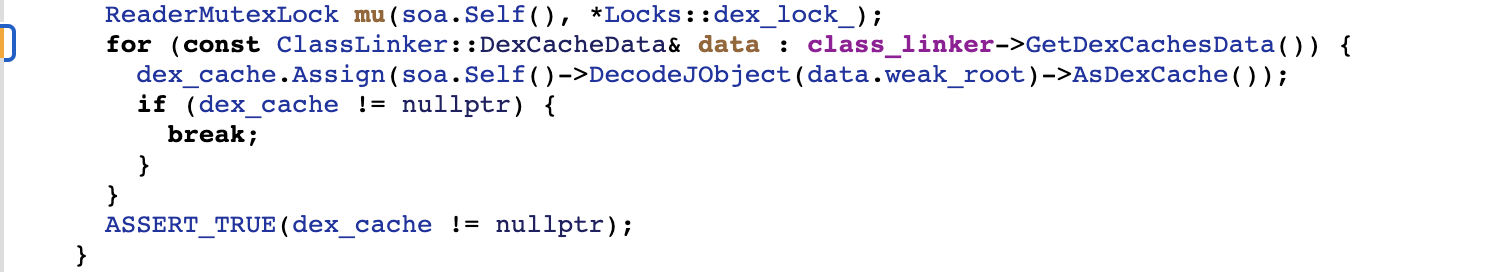 ReaderMutexLock mu(soa.Self(), *Locks::dex_lock_);
for (const ClassLinker::DexCacheData& data : class_linker->GetDexCachesData()) {
dex_cache.Assign(soa.Self()->DecodeJObject(data.weak_root)->AsDexCache());
if (dex_cache != nullptr) {
break;
}
}
ASSERT_TRUE(dex_cache != nullptr);
}